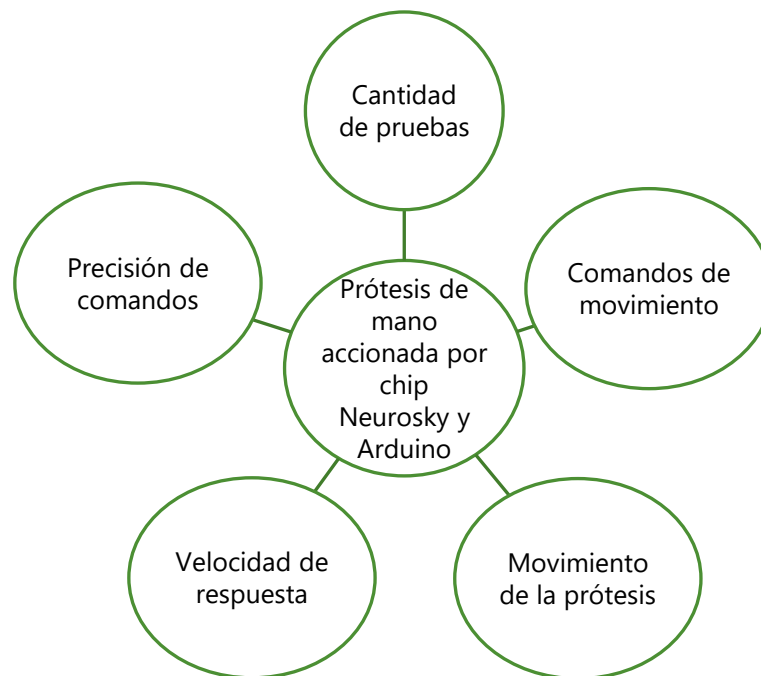 Cantidad
de pruebas
Precisión de
comandos
Comandos de
movimiento
Prótesis de
mano
accionada por
chip
Neurosky y
Arduino
Velocidad de
respuesta
Movimiento
de la prótesis